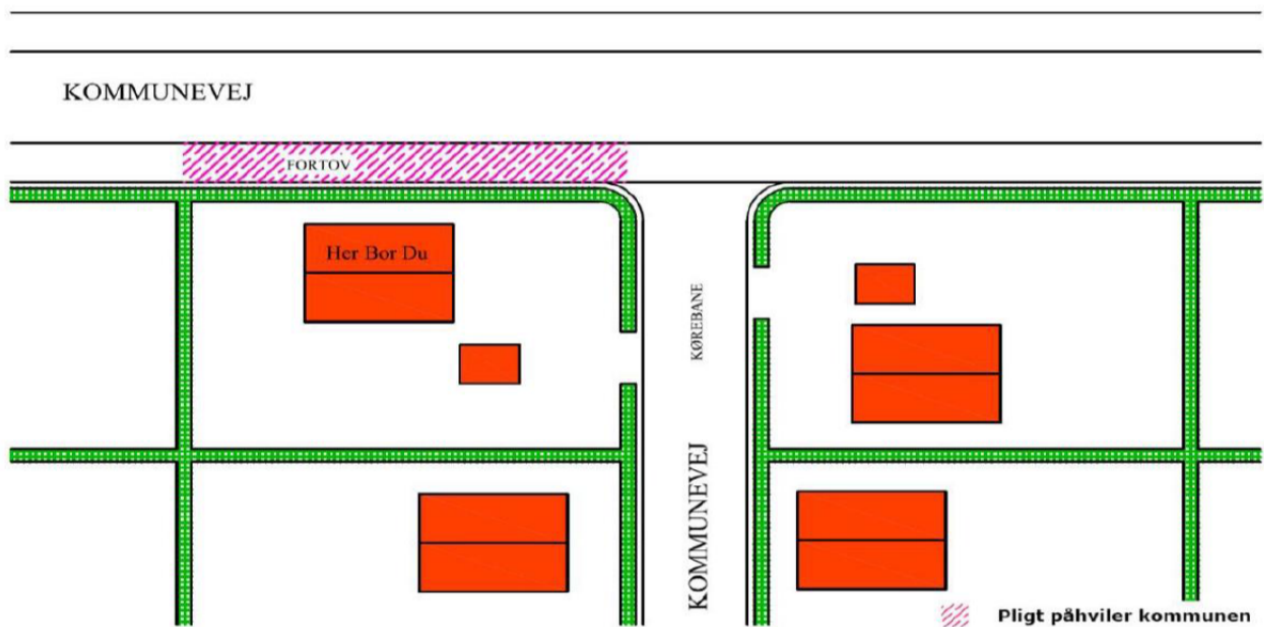 KOMMUNEVEJ
FORTOV
Her Bor Du
KØREBANE
KOMMUNEVEJ
Pligt påhviler kommunen